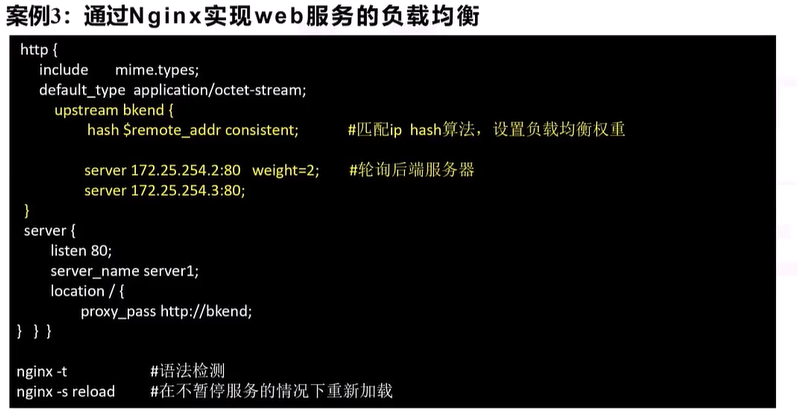 案例3：通过Nginx实现web服务的负载均衡
http {
include mime.types;
default_type application/octet-stream;
upstream bkend {
hash $remote_addr consistent; #匹配ip hash算法，设置负载均衡权重
server 172.25.254.2:80 weight=2; #轮询后端服务器
server 172.25.254.3:80;
}
server {
listen 80;
server_name server1;
location / {
proxy_pass http://bkend;
} } }
nginx -t #语法检测
nginx -s reload #在不暂停服务的情况下重新加载